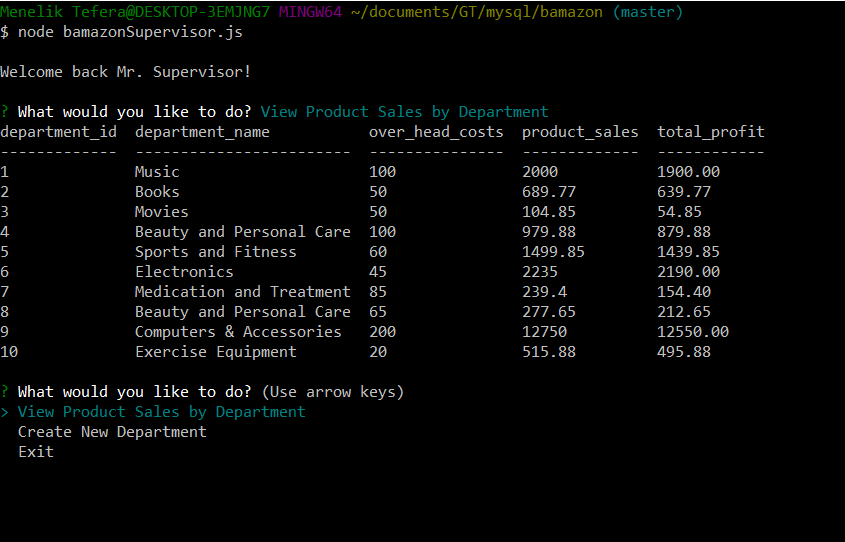 Menelik Tefera@DESKTOP-3EMJNG7 MINGW64 ~/documents/GT/mysql/bamazon (master)
$ node bamazonSupervisor.js
Welcome back Mr. Supervisor!
? What would you like to do? View Product Sales by Department
department_id  department_name           over_head_costs  product_sales  total_profit
-------------  ------------------------  ---------------  -------------  ------------
1              Music                     100              2000           1900.00
2              Books                     50               689.77         639.77
3              Movies                    50               104.85         54.85
4              Beauty and Personal Care  100              979.88         879.88
5              Sports and Fitness        60               1499.85        1439.85
6              Electronics               45               2235           2190.00
7              Medication and Treatment  85               239.4          154.40
8              Beauty and Personal Care  65               277.65         212.65
9              Computers & Accessories   200              12750          12550.00
10             Exercise Equipment        20               515.88         495.88
? What would you like to do? (Use arrow keys)
> View Product Sales by Department
  Create New Department
  Exit